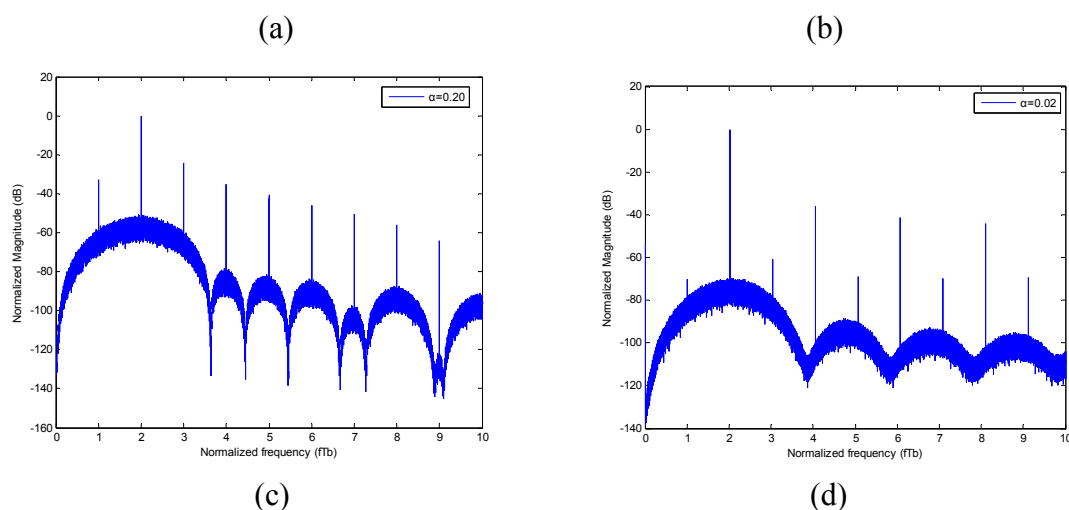 (a)
(b)
20
0
-20
-40
-60
-80
-100
-120
-140
-160
Normalized Magnitude (dB)
α=0.20
0 1 2 3 4 5 6 7 8 9 10
Normalized frequency (fTb)
20
0
-20
-40
-60
-80
-100
-120
-140
Normalized Magnitude (dB)
α=0.02
0 1 2 3 4 5 6 7 8 9 10
Normalized frequency (fTb)
(c)
(d)